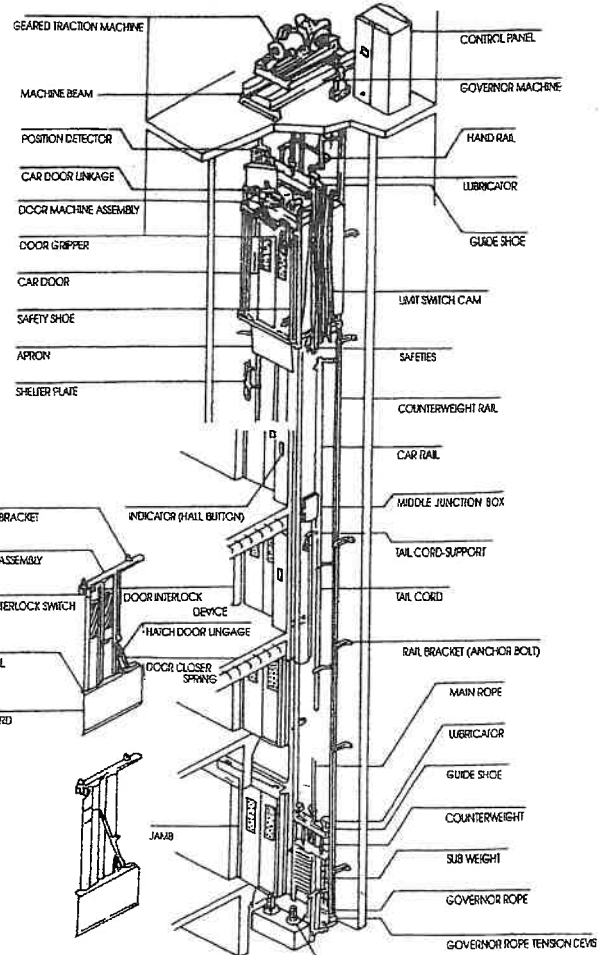 GEARED TRACTION MACHINE
MACHINE BEAM
POSITION DETECTOR
CAR DOOR LINKAGE
DOOR MACHINE ASSEMBLY
DOOR GRIPPER
CAR DOOR
SAFETY SHOE
APRON
SHELTER PLATE
INDICATOR (HALL BUTTON)
BRACKET
ASSEMBLY
TERLOCK SWITCH
DOOR INTERLOCK
DEVICE
HATCH DOOR LINGAGE
L
DOOR CLOSER
SPRING
RD
JAMB
CONTROL PANEL
GOVERNOR MACHINE
HAND RAIL
LUBRICATOR
GUIDE SHOE
LIMIT SWITCH CAM
SAFETIES
COUNTERWEIGHT RAIL
CAR RAIL
MIDDLE JUNCTION BOX
TAIL CORD-SUPPORT
TAIL CORD
RAIL BRACKET (ANCHOR BOLT)
MAIN ROPE
LUBRICATOR
GUIDE SHOE
COUNTERWEIGHT
SUB WEIGHT
GOVERNOR ROPE
GOVERNOR ROPE TENSION DEVIS